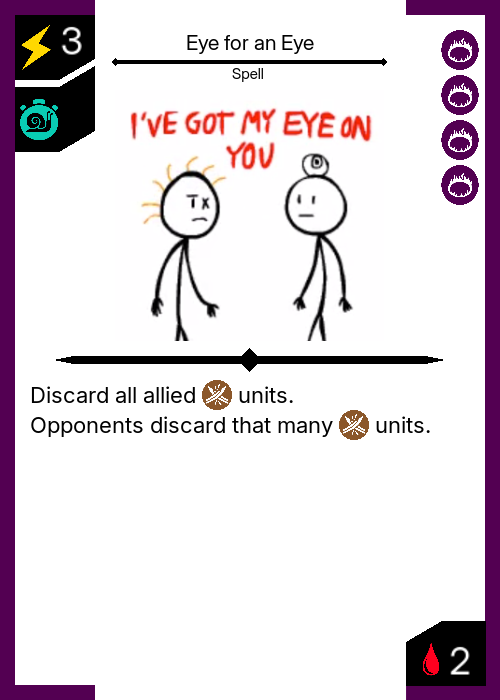 3
Eye for an Eye
Spell
I'VE GOT MY EYE ON
YOU
Discard all allied units.
Opponents discard that many units.
2